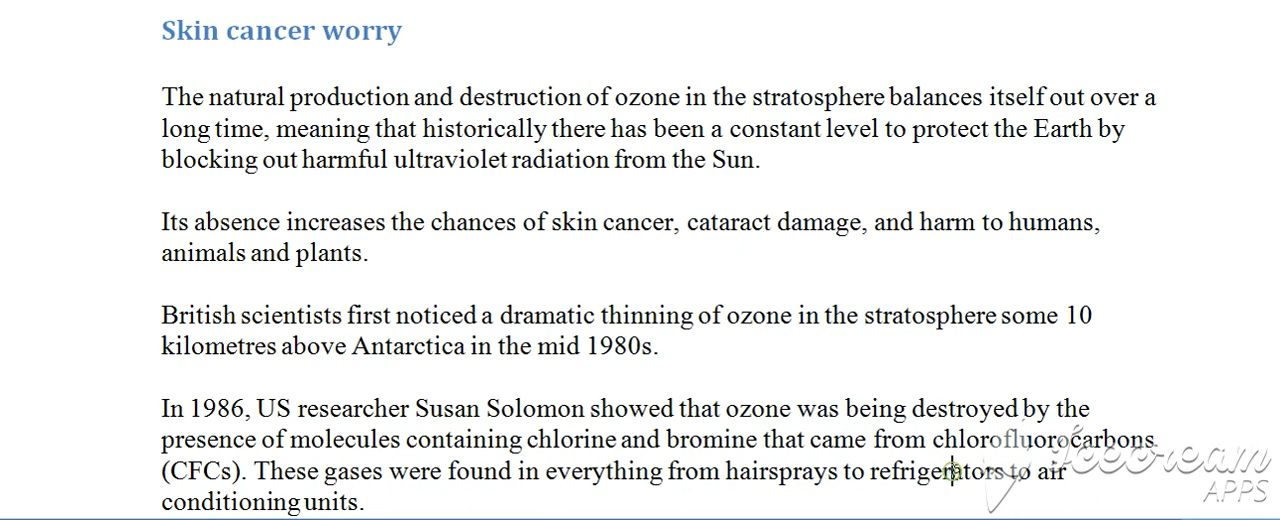 Skin cancer worry
The natural production and destruction of ozone in the stratosphere balances itself out over a
long time, meaning that historically there has been a constant level to protect the Earth by
blocking out harmful ultraviolet radiation from the Sun.
Its absence increases the chances of skin cancer, cataract damage, and harm to humans,
animals and plants.
British scientists first noticed a dramatic thinning of ozone in the stratosphere some 10
kilometres above Antarctica in the mid 1980s.
In 1986, US researcher Susan Solomon showed that ozone was being destroyed by the
presence of molecules containing chlorine and bromine that came from chlorofluorocarbons
(CFCs). These gases were found in everything from hairsprays to refrigerators to air
conditioning units.
Icecream
APPS